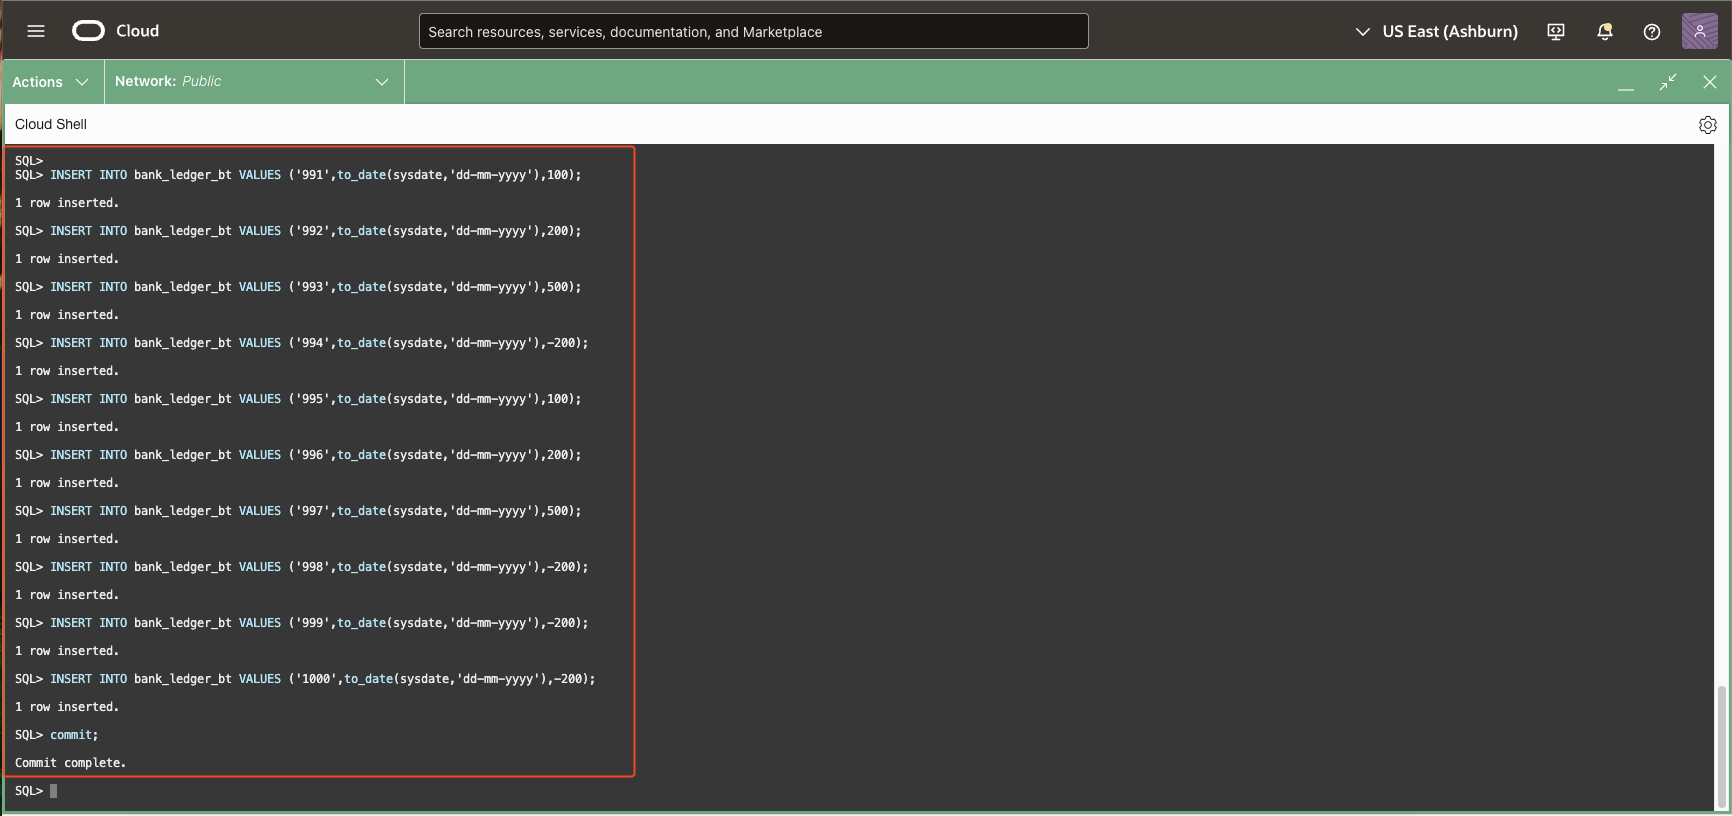 Cloud
Search resources, services, documentation, and Marketplace
US East (Ashburn)
Actions
Network: Public
Cloud Shell
SQL>
SQL> INSERT INTO bank_ledger_bt VALUES ('991',to_date(sysdate,'dd-mm-yyyy'),100);
1 row inserted.
SQL> INSERT INTO bank_ledger_bt VALUES ('992',to_date(sysdate,'dd-mm-yyyy'),200);
1 row inserted.
SQL> INSERT INTO bank_ledger_bt VALUES ('993',to_date(sysdate,'dd-mm-yyyy'),500);
1 row inserted.
SQL> INSERT INTO bank_ledger_bt VALUES ('994',to_date(sysdate,'dd-mm-yyyy'),-200);
1 row inserted.
SQL> INSERT INTO bank_ledger_bt VALUES ('995',to_date(sysdate,'dd-mm-yyyy'),100);
1 row inserted.
SQL> INSERT INTO bank_ledger_bt VALUES ('996',to_date(sysdate,'dd-mm-yyyy'),200);
1 row inserted.
SQL> INSERT INTO bank_ledger_bt VALUES ('997',to_date(sysdate,'dd-mm-yyyy'),500);
1 row inserted.
SQL> INSERT INTO bank_ledger_bt VALUES ('998',to_date(sysdate,'dd-mm-yyyy'),-200);
1 row inserted.
SQL> INSERT INTO bank_ledger_bt VALUES ('999',to_date(sysdate,'dd-mm-yyyy'),-200);
1 row inserted.
SQL> INSERT INTO bank_ledger_bt VALUES ('1000',to_date(sysdate,'dd-mm-yyyy'),-200);
1 row inserted.
SQL> commit;
Commit complete.
SQL>